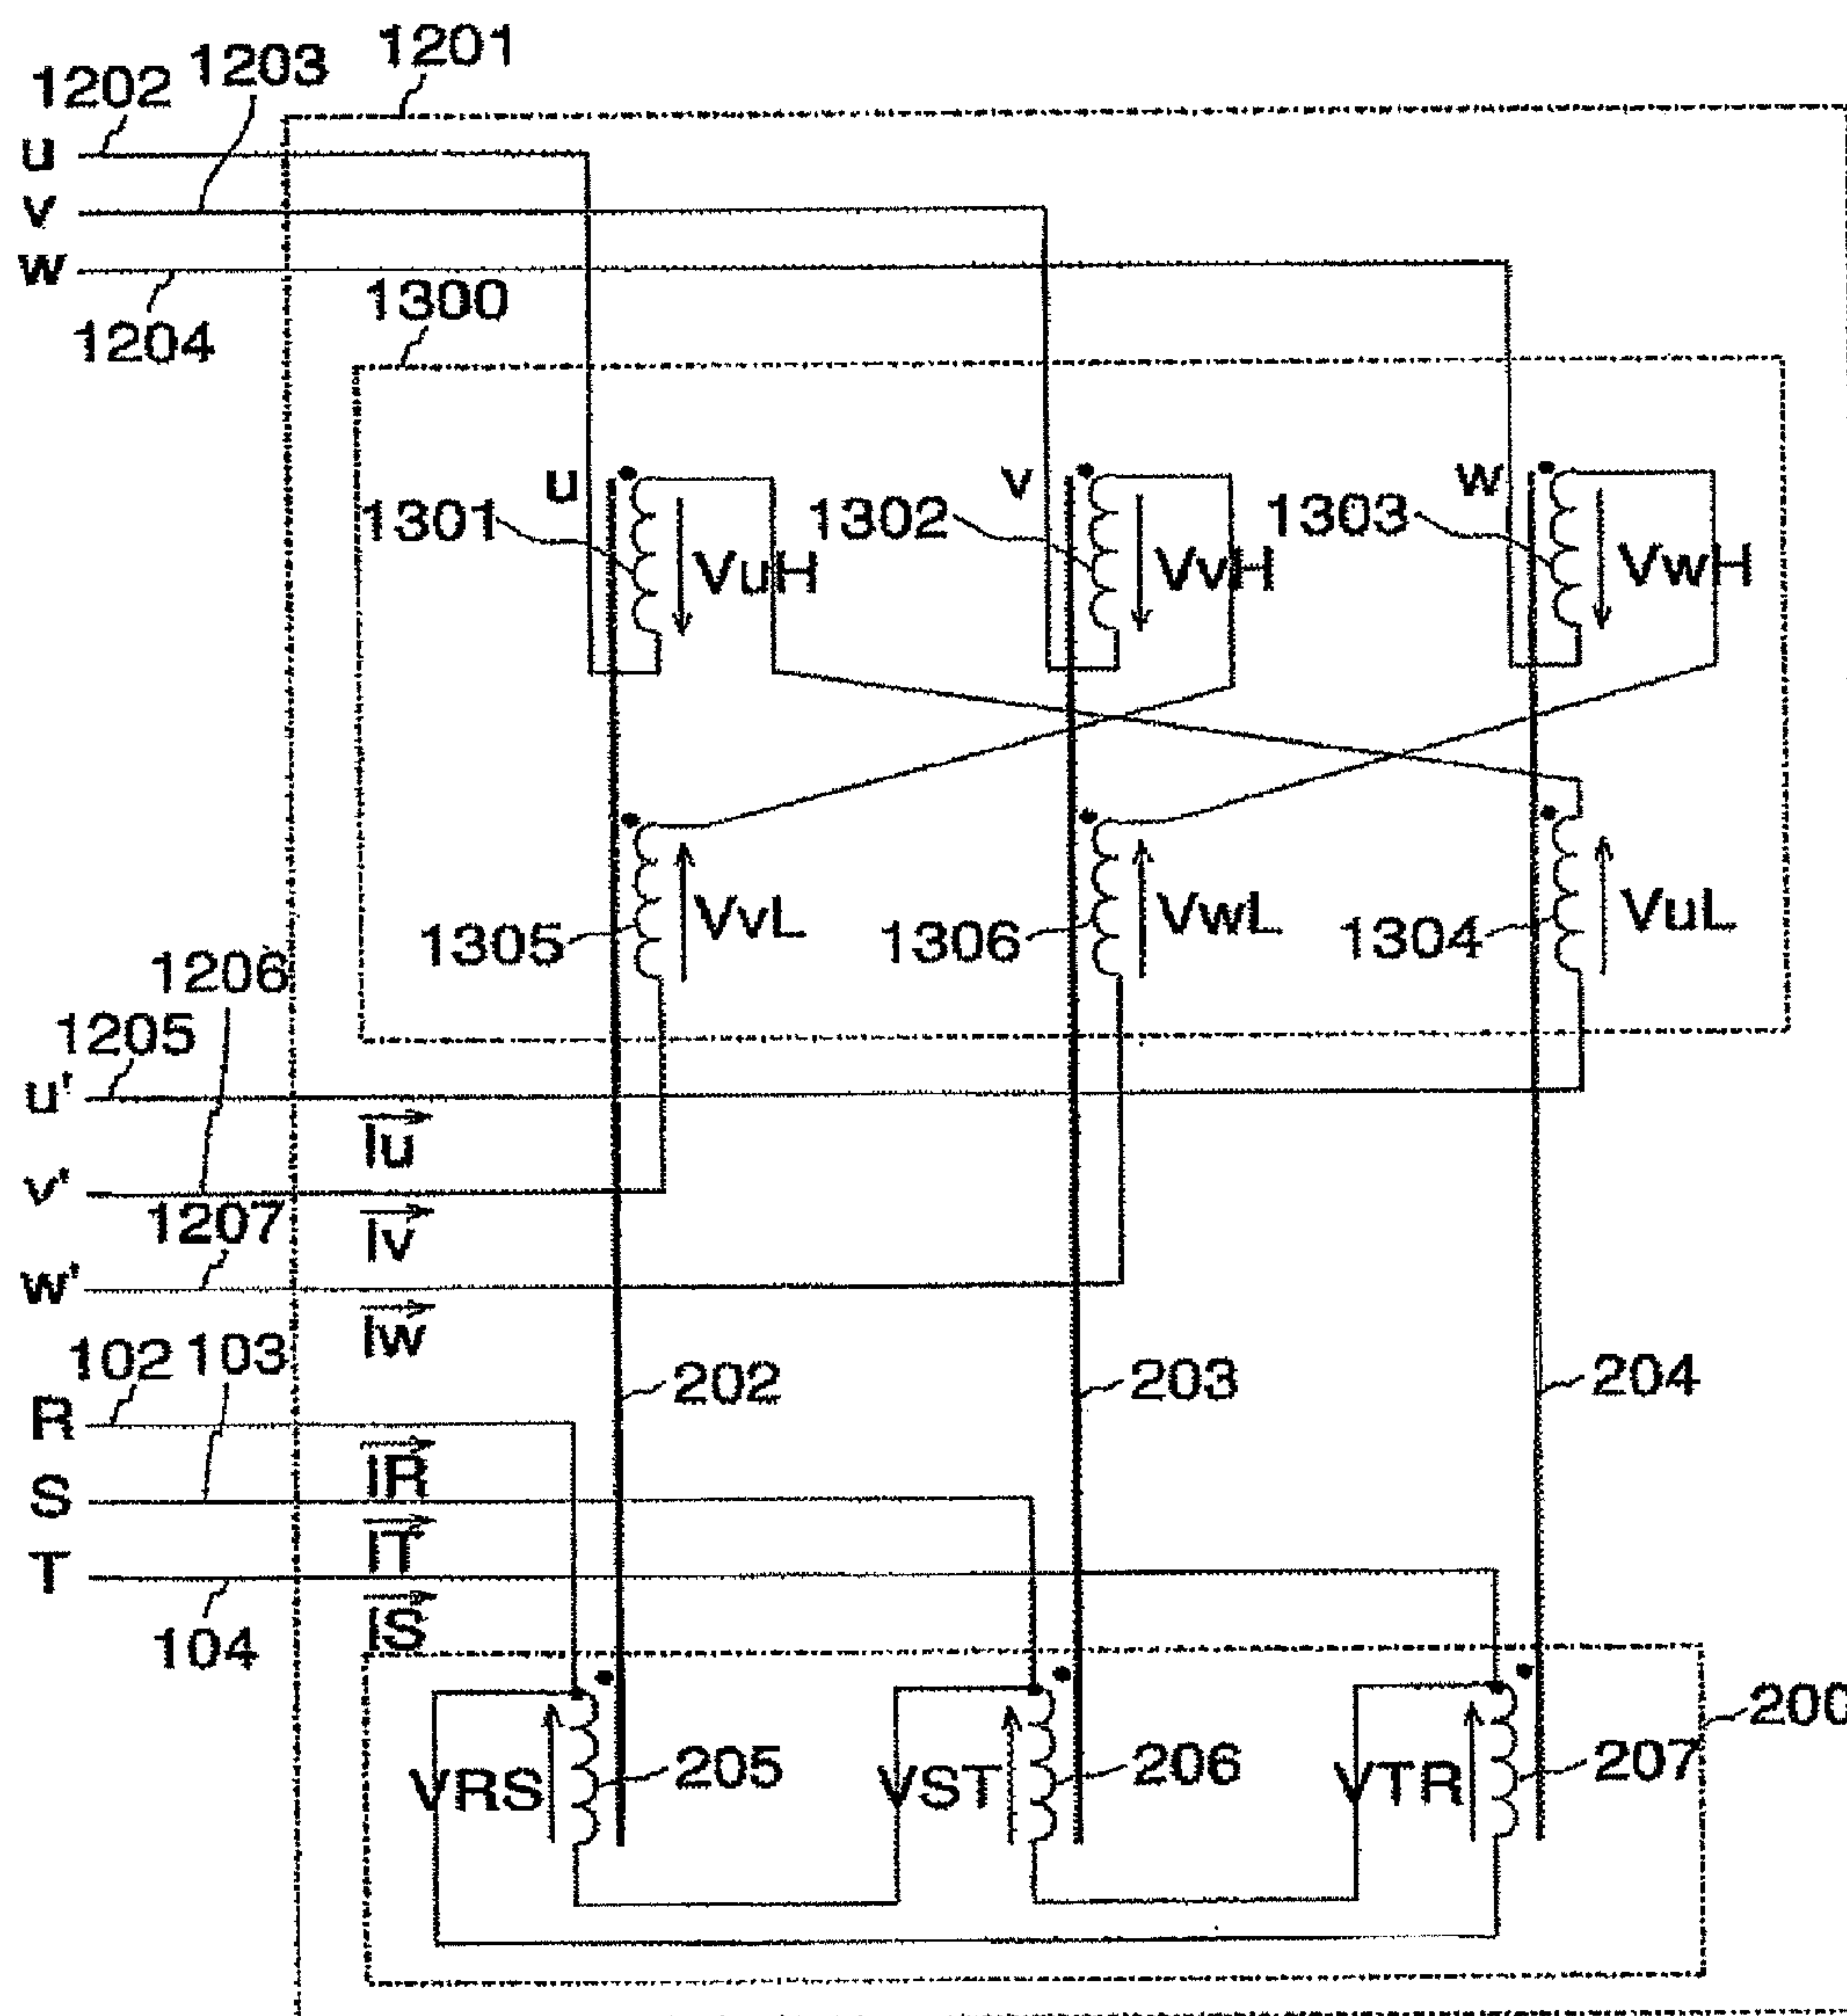 1202 1203 1201
u
v
w
1204
1300
u v w
1301 1302 1303
VuH VvH VwH
VvL VwL VuL
1305 1306 1304
1206
1205
u'
Iu
v'
1207
Iv
w'
Iw
102 103
202 203 204
R
IR
S
IT
T
IS
104
200
VRS 205 VST 206 VTR 207